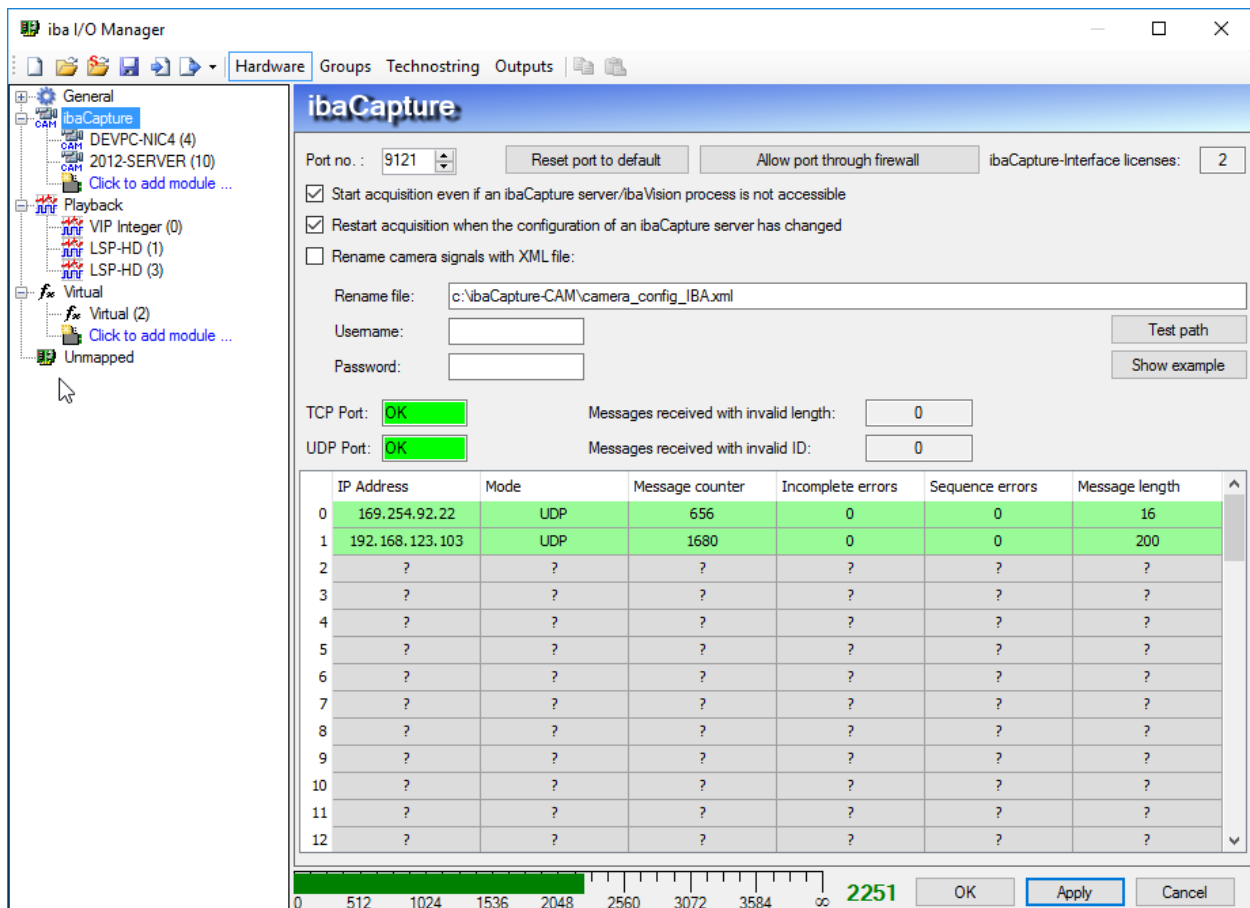 iba I/O Manager
Hardware Groups Technostring Outputs
General
ibaCapture
DEVPC-NIC4 (4)
2012-SERVER (10)
Click to add module ...
Playback
VIP Integer (0)
LSP-HD (1)
LSP-HD (3)
Virtual
Virtual (2)
Click to add module ...
Unmapped
ibaCapture
Port no. : 9121 Reset port to default Allow port through firewall ibaCapture-Interface licenses: 2
Start acquisition even if an ibaCapture server/ibaVision process is not accessible
Restart acquisition when the configuration of an ibaCapture server has changed
Rename camera signals with XML file:
Rename file: c:\ibaCapture-CAM\camera_config_IBA.xml
Username: Test path
Password: Show example
TCP Port: OK Messages received with invalid length: 0
UDP Port: OK Messages received with invalid ID: 0
IP Address Mode Message counter Incomplete errors Sequence errors Message length
0 169.254.92.22 UDP 656 0 0 16
1 192.168.123.103 UDP 1680 0 0 200
2 ? ? ? ? ? ?
3 ? ? ? ? ? ?
4 ? ? ? ? ? ?
5 ? ? ? ? ? ?
6 ? ? ? ? ? ?
7 ? ? ? ? ? ?
8 ? ? ? ? ? ?
9 ? ? ? ? ? ?
10 ? ? ? ? ? ?
11 ? ? ? ? ? ?
12 ? ? ? ? ? ?
0 512 1024 1536 2048 2560 3072 3584 ∞ 2251 OK Apply Cancel